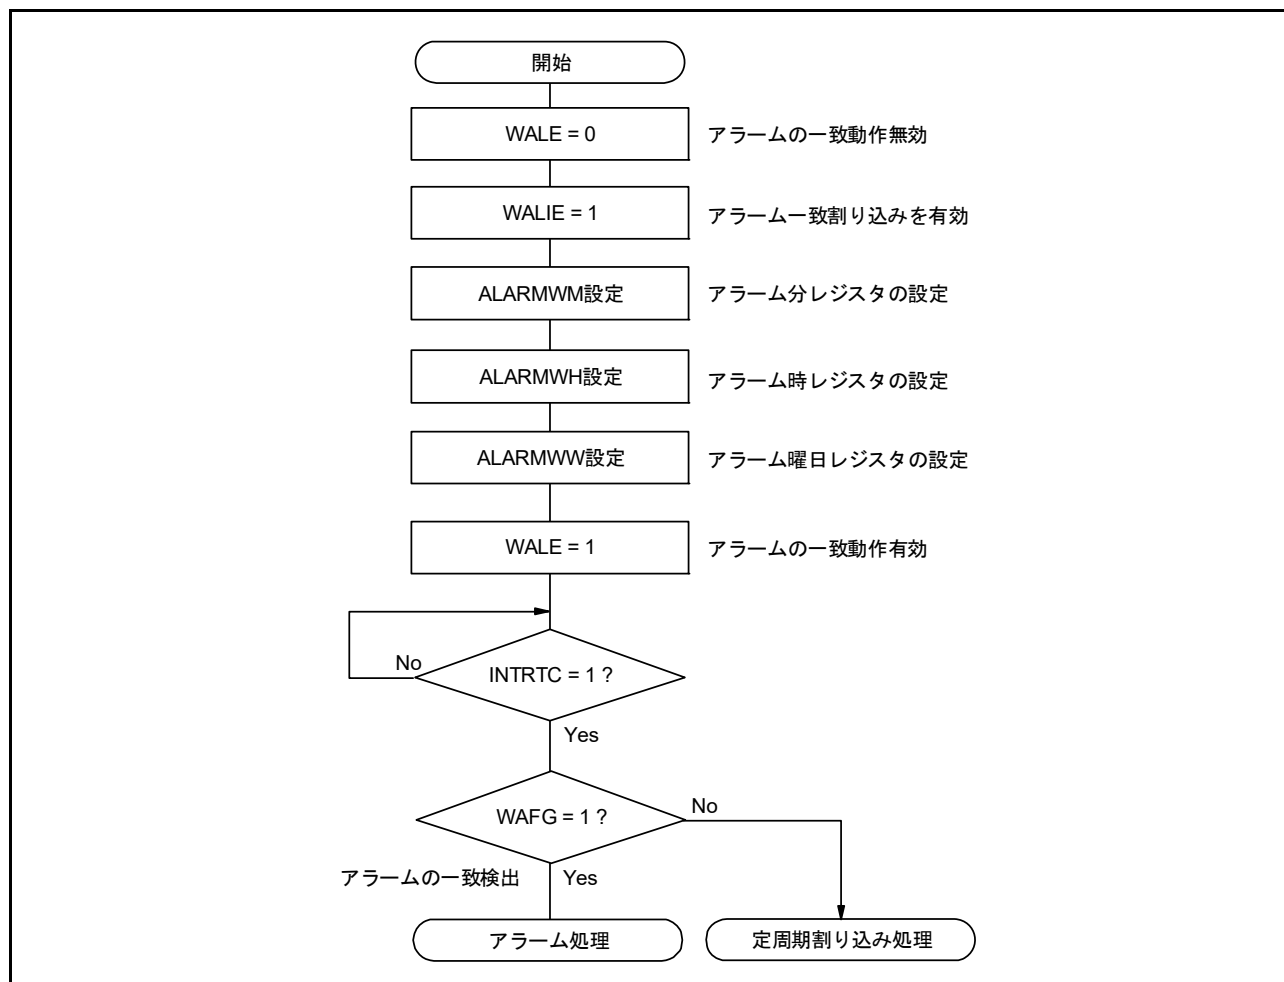 開始
WALE = 0
アラームの一致動作無効
WALIE = 1
アラーム一致割り込みを有効
ALARMWM設定
アラーム分レジスタの設定
ALARMWH設定
アラーム時レジスタの設定
ALARMWW設定
アラーム曜日レジスタの設定
WALE = 1
アラームの一致動作有効
No
INTRTC = 1 ?
Yes
WAFG = 1 ?
No
アラームの一致検出
Yes
アラーム処理
定周期割り込み処理